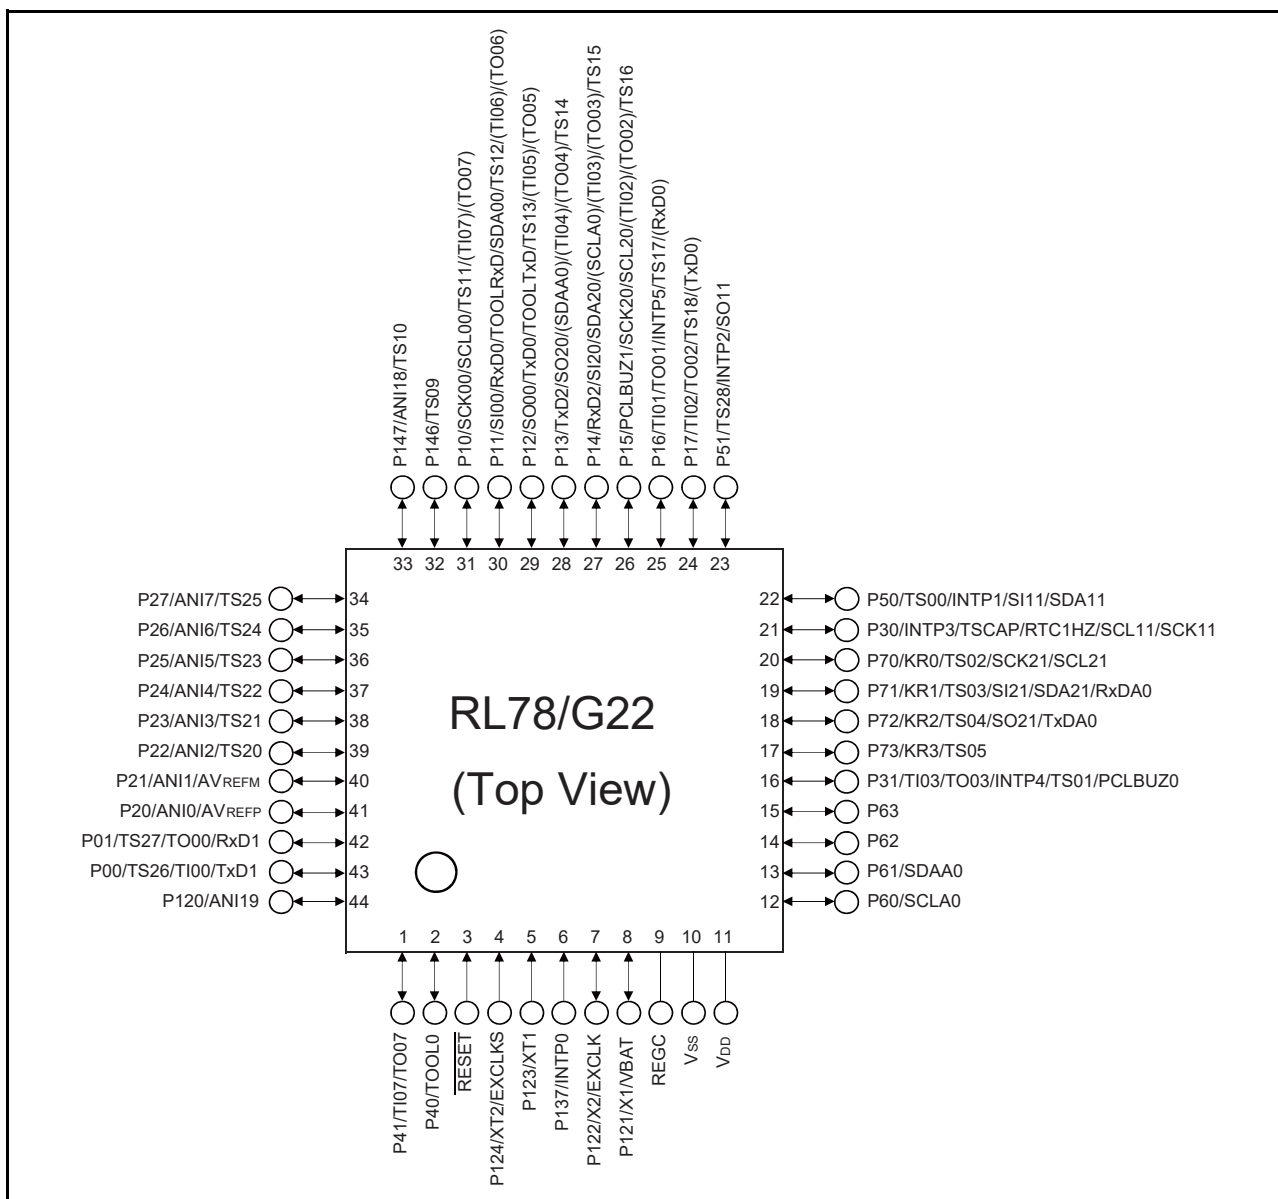 P147/ANI18/TS10
P146/TS09
P10/SCK00/SCL00/TS11/(TI07)/(TO07)
P11/SI00/RxD0/TOOLRxD/SDA00/TS12/(TI06)/(TO06)
P12/SO00/TxD0/TOOLTxD/TS13/(TI05)/(TO05)
P13/TxD2/SO20/(SDAA0)/(TI04)/(TO04)/TS14
P14/RxD2/SI20/SDA20/(SCLA0)/(TI03)/(TO03)/TS15
P15/PCLBUZ1/SCK20/SCL20/(TI02)/(TO02)/TS16
P16/TI01/TO01/INTP5/TS17/(RxD0)
P17/TI02/TO02/TS18/(TxD0)
P51/TS28/INTP2/SO11
33 32 31 30 29 28 27 26 25 24 23
P27/ANI7/TS25 34
P26/ANI6/TS24 35
P25/ANI5/TS23 36
P24/ANI4/TS22 37
P23/ANI3/TS21 38
P22/ANI2/TS20 39
P21/ANI1/AVREFM 40
P20/ANI0/AVREFP 41
P01/TS27/TO00/RxD1 42
P00/TS26/TI00/TxD1 43
P120/ANI19 44
RL78/G22
(Top View)
22 P50/TS00/INTP1/SI11/SDA11
21 P30/INTP3/TSCAP/RTC1HZ/SCL11/SCK11
20 P70/KR0/TS02/SCK21/SCL21
19 P71/KR1/TS03/SI21/SDA21/RxDA0
18 P72/KR2/TS04/SO21/TxDA0
17 P73/KR3/TS05
16 P31/TI03/TO03/INTP4/TS01/PCLBUZ0
15 P63
14 P62
13 P61/SDAA0
12 P60/SCLA0
1 2 3 4 5 6 7 8 9 10 11
P41/TI07/TO07
P40/TOOL0
RESET
P124/XT2/EXCLKS
P123/XT1
P137/INTP0
P122/X2/EXCLK
P121/X1/VBAT
REGC
VSS
VDD